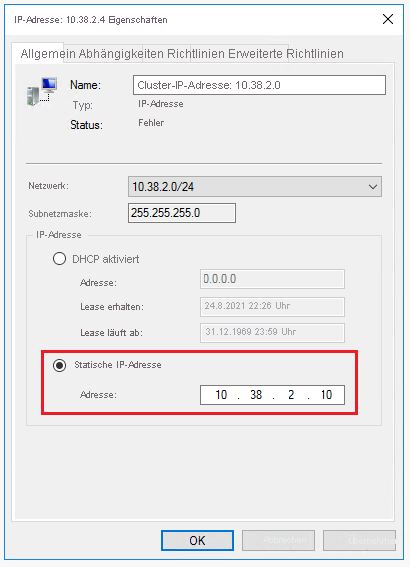 IP-Adresse: 10.38.2.4 Eigenschaften
Allgemein Abhängigkeiten Richtlinien Erweiterte Richtlinien
Name: Cluster-IP-Adresse: 10.38.2.0
Typ: IP-Adresse
Status: Fehler
Netzwerk: 10.38.2.0/24
Subnetzmaske: 255.255.255.0
IP-Adresse
DHCP aktiviert
Adresse: 0.0.0.0
Lease erhalten: 24.8.2021 22:26 Uhr
Lease läuft ab: 31.12.1969 23:59 Uhr
Statische IP-Adresse
Adresse: 10 . 38 . 2 . 10
OK Abbrechen Übernehmen